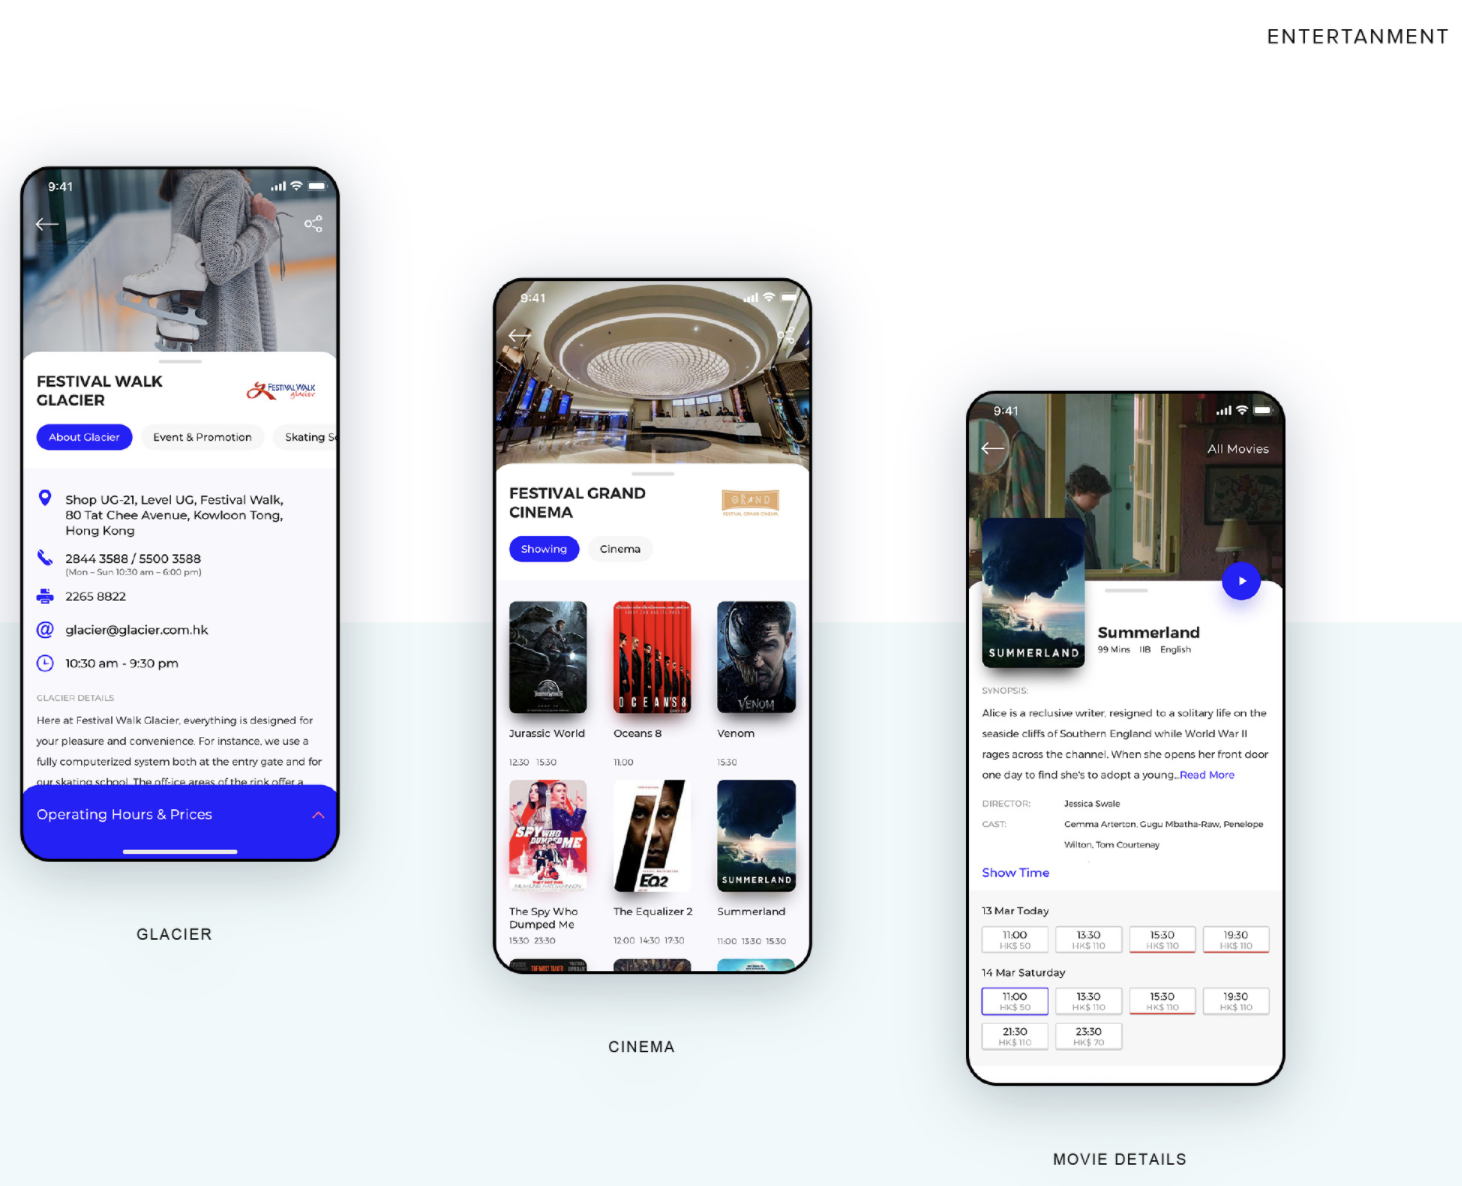 ENTERTANMENT
9:41
FESTIVAL WALK
GLACIER
FESTIVAL WALK
glacier
About Glacier
Event & Promotion
Skating Sc
Shop UG-21, Level UG, Festival Walk,
80 Tat Chee Avenue, Kowloon Tong,
Hong Kong
2844 3588 / 5500 3588
(Mon – Sun 10:30 am – 6:00 pm)
2265 8822
glacier@glacier.com.hk
10:30 am - 9:30 pm
GLACIER DETAILS
Here at Festival Walk Glacier, everything is designed for
your pleasure and convenience. For instance, we use a
fully computerized system both at the entry gate and for
our skating school. The off-ice areas of the rink offer a
Operating Hours & Prices
GLACIER
9:41
FESTIVAL GRAND
CINEMA
GRAND
FESTIVAL GRAND CINEMA
Showing
Cinema
JURASSIC WORLD
OCEAN'S 8
VENOM
Jurassic World
Oceans 8
Venom
12:30 15:30
11:00
15:30
THE SPY WHO DUMPED ME
EQ2
SUMMERLAND
The Spy Who
Dumped Me
The Equalizer 2
Summerland
15:30 23:30
12:00 14:30 17:30
11:00 13:30 15:30
CINEMA
9:41
All Movies
SUMMERLAND
Summerland
99 Mins IIB English
SYNOPSIS:
Alice is a reclusive writer, resigned to a solitary life on the
seaside cliffs of Southern England while World War II
rages across the channel. When she opens her front door
one day to find she's to adopt a young...Read More
DIRECTOR: Jessica Swale
CAST: Gemma Arterton, Gugu Mbatha-Raw, Penelope
Wilton, Tom Courtenay
Show Time
13 Mar Today
11:00 13:30 15:30 19:30
HK$ 50 HK$ 110 HK$ 110 HK$ 110
14 Mar Saturday
11:00 13:30 15:30 19:30
HK$ 50 HK$ 110 HK$ 110 HK$ 110
21:30 23:30
HK$ 110 HK$ 70
MOVIE DETAILS